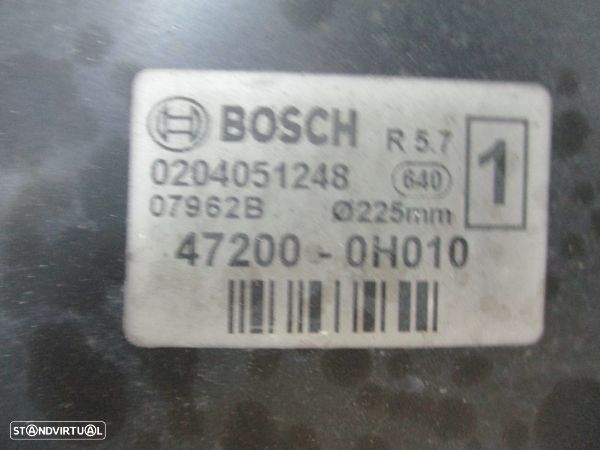 BOSCH R 5.7
1
0204051248 640
07962B Ø225mm
47200 - 0H010
STANDVIRTUAL